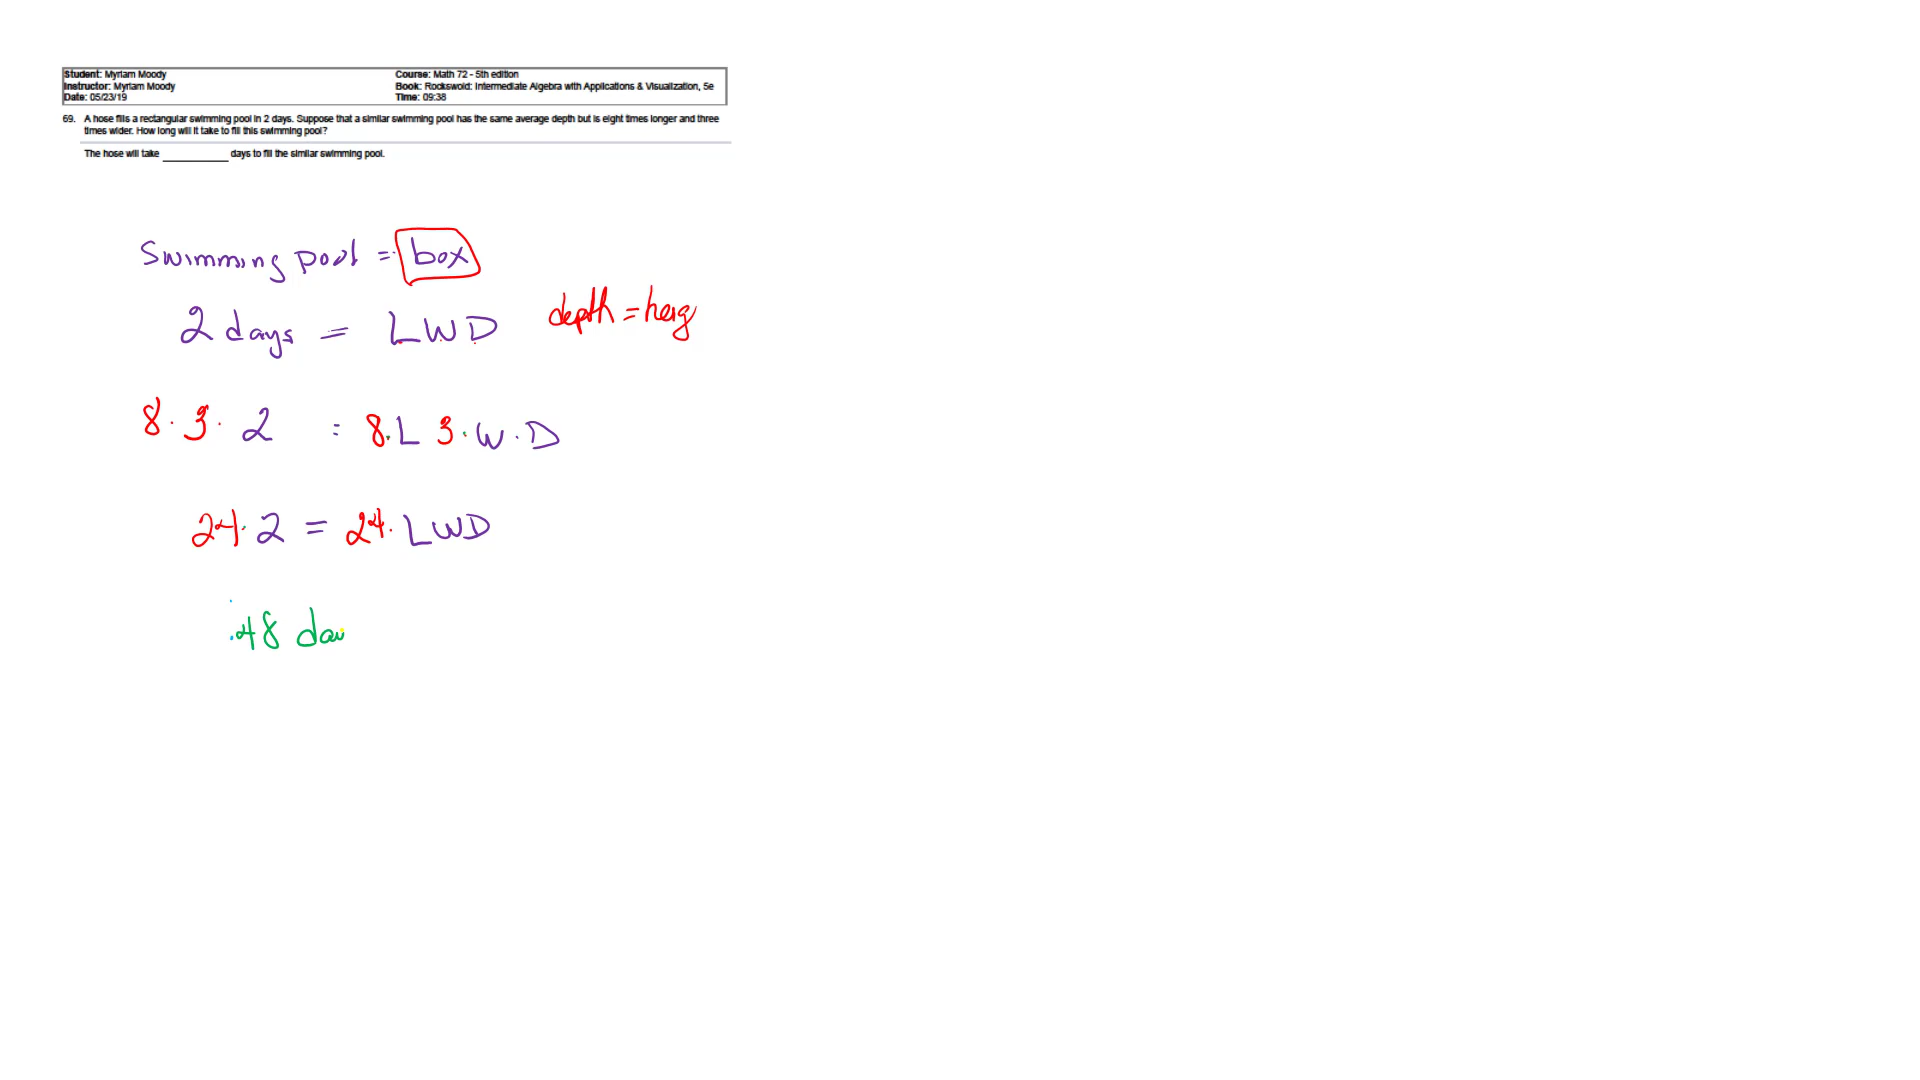 Student: Myriam Moody Course: Math 72 - 5th edition
Instructor: Myriam Moody Book: Rockswold: Intermediate Algebra with Applications & Visualization, 5e
Date: 05/23/19 Time: 09:38
69. A hose fills a rectangular swimming pool in 2 days. Suppose that a similar swimming pool has the same average depth but is eight times longer and three
times wider. How long will it take to fill this swimming pool?
The hose will take ____________ days to fill the similar swimming pool.
Swimming pool = box
2 days = LWD depth = heig
8 · 3 · 2 = 8 · L 3 · W · D
24 · 2 = 24 · LWD
48 day